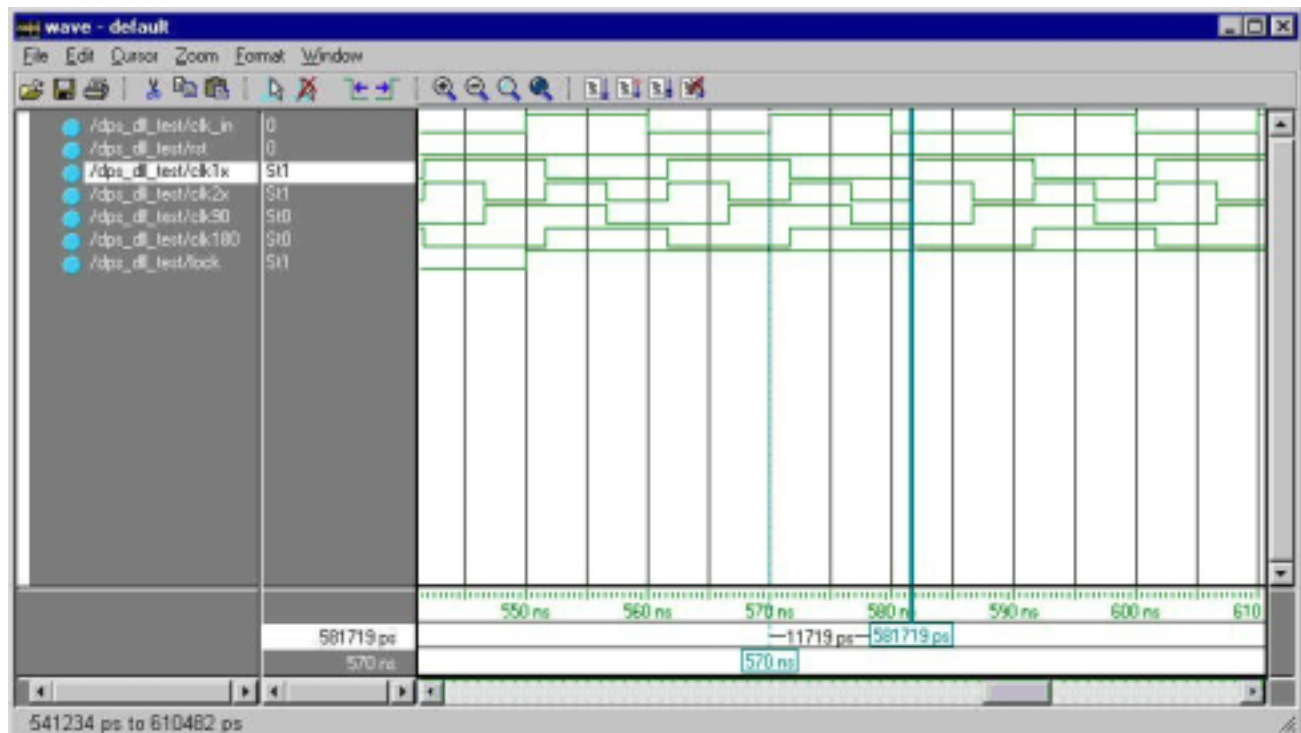 wave - default
File Edit Cursor Zoom Format Window
/dps_dll_test/clk_in 0
/dps_dll_test/rst 0
/dps_dll_test/clk1x St1
/dps_dll_test/clk2x St1
/dps_dll_test/clk90 St0
/dps_dll_test/clk180 St0
/dps_dll_test/lock St1
550 ns 560 ns 570 ns 580 ns 590 ns 600 ns 610
581719 ps 11719 ps 581719 ps
570 ns 570 ns
541234 ps to 610482 ps